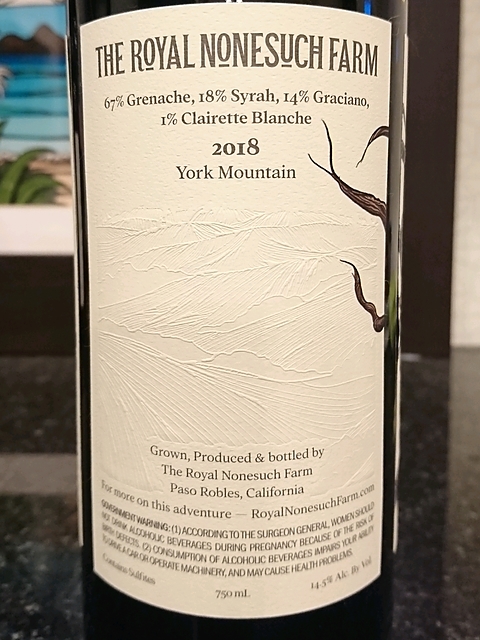 THE ROYAL NONESUCH FARM
67% Grenache, 18% Syrah, 14% Graciano,
1% Clairette Blanche
2018
York Mountain
Grown, Produced & bottled by
The Royal Nonesuch Farm
Paso Robles, California
For more on this adventure — RoyalNonesuchFarm.com
GOVERNMENT WARNING: (1) ACCORDING TO THE SURGEON GENERAL, WOMEN SHOULD
NOT DRINK ALCOHOLIC BEVERAGES DURING PREGNANCY BECAUSE OF THE RISK OF
BIRTH DEFECTS. (2) CONSUMPTION OF ALCOHOLIC BEVERAGES IMPAIRS YOUR ABILITY
TO DRIVE A CAR OR OPERATE MACHINERY, AND MAY CAUSE HEALTH PROBLEMS.
Contains Sulfites
750 mL
14.5% Alc. By Vol